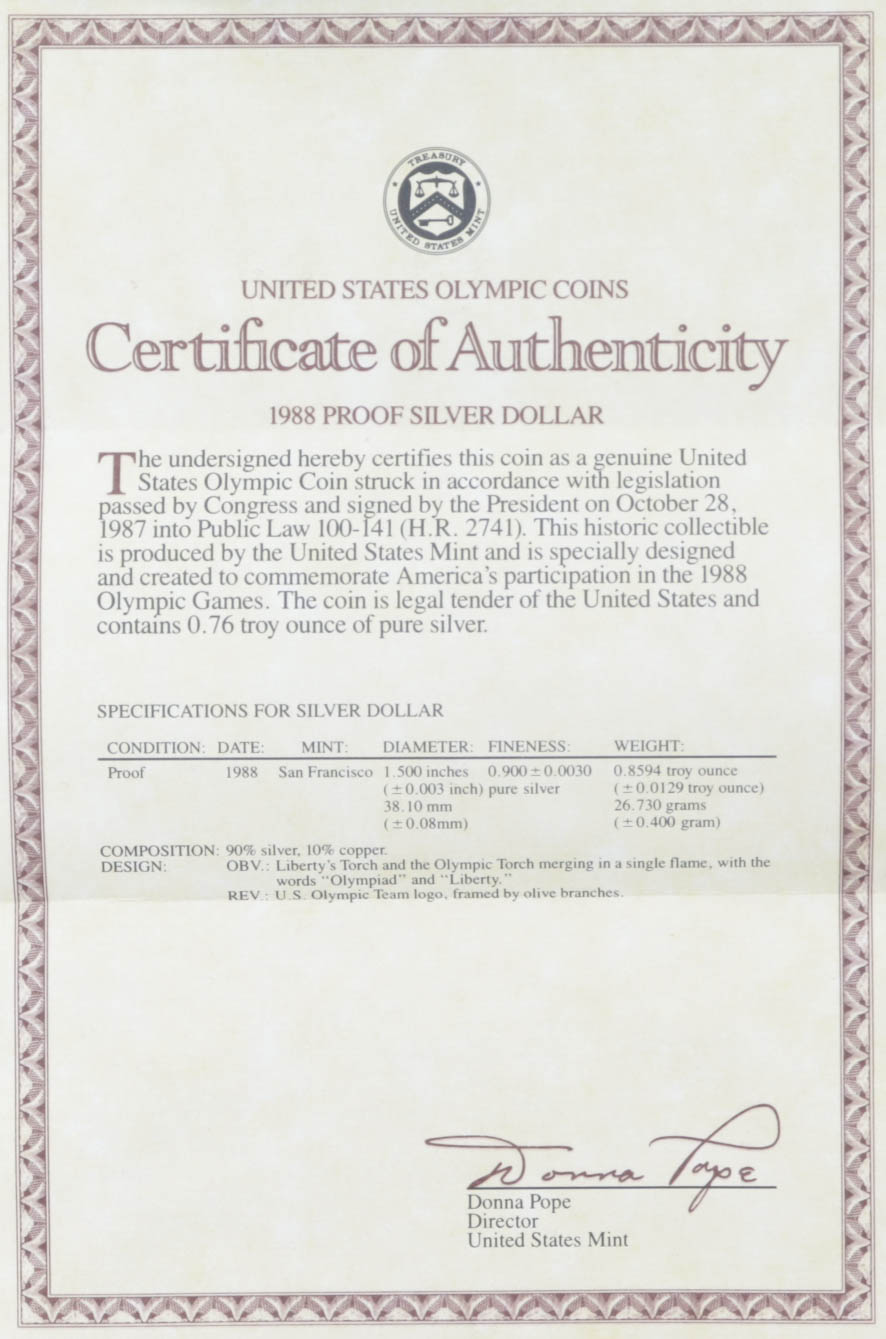 TREASURY
UNITED STATES MINT
UNITED STATES OLYMPIC COINS
Certificate of Authenticity
1988 PROOF SILVER DOLLAR
The undersigned hereby certifies this coin as a genuine United
States Olympic Coin struck in accordance with legislation
passed by Congress and signed by the President on October 28,
1987 into Public Law 100-141 (H.R. 2741). This historic collectible
is produced by the United States Mint and is specially designed
and created to commemorate America's participation in the 1988
Olympic Games. The coin is legal tender of the United States and
contains 0.76 troy ounce of pure silver.
SPECIFICATIONS FOR SILVER DOLLAR
CONDITION: DATE: MINT: DIAMETER: FINENESS: WEIGHT:
Proof 1988 San Francisco 1.500 inches 0.900 ± 0.0030 0.8594 troy ounce
(± 0.003 inch) pure silver (± 0.0129 troy ounce)
38.10 mm 26.730 grams
(± 0.08mm) (± 0.400 gram)
COMPOSITION: 90% silver, 10% copper.
DESIGN: OBV.: Liberty's Torch and the Olympic Torch merging in a single flame, with the
words "Olympiad" and "Liberty."
REV.: U.S. Olympic Team logo, framed by olive branches.
Donna Pope
Donna Pope
Director
United States Mint